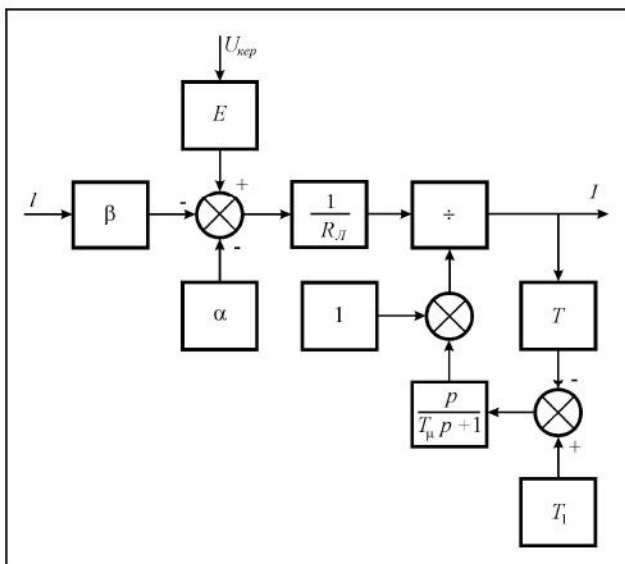 U_кер
E
l
-
β
+
-
1
R_Л
÷
I
α
1
T
-
p
T_μ p +1
+
T_1